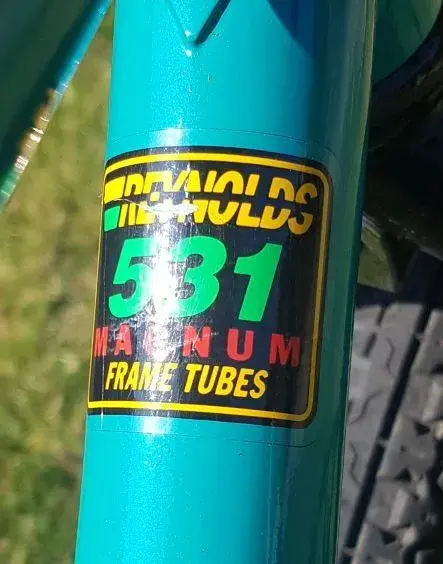 REYNOLDS
531
MAGNUM
FRAME TUBES